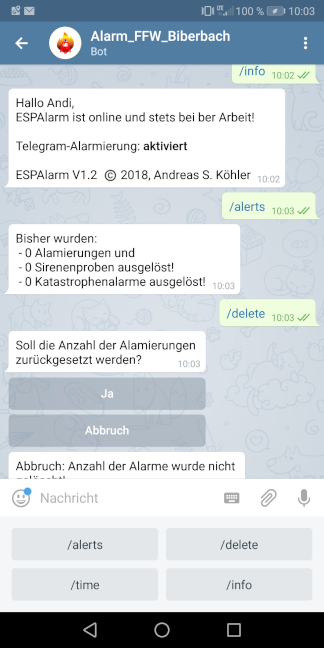 100 % 10:03
Alarm_FFW_Biberbach
Bot
/info 10:02
Hallo Andi,
ESPAlarm ist online und stets bei ber Arbeit!
Telegram-Alarmierung: aktiviert
ESPAlarm V1.2 © 2018, Andreas S. Köhler 10:02
/alerts 10:03
Bisher wurden:
- 0 Alamierungen und
- 0 Sirenenproben ausgelöst!
- 0 Katastrophenalarme ausgelöst! 10:03
/delete 10:03
Soll die Anzahl der Alamierungen
zurückgesetzt werden? 10:03
Ja
Abbruch
Abbruch: Anzahl der Alarme wurde nicht
Nachricht
/alerts /delete
/time /info